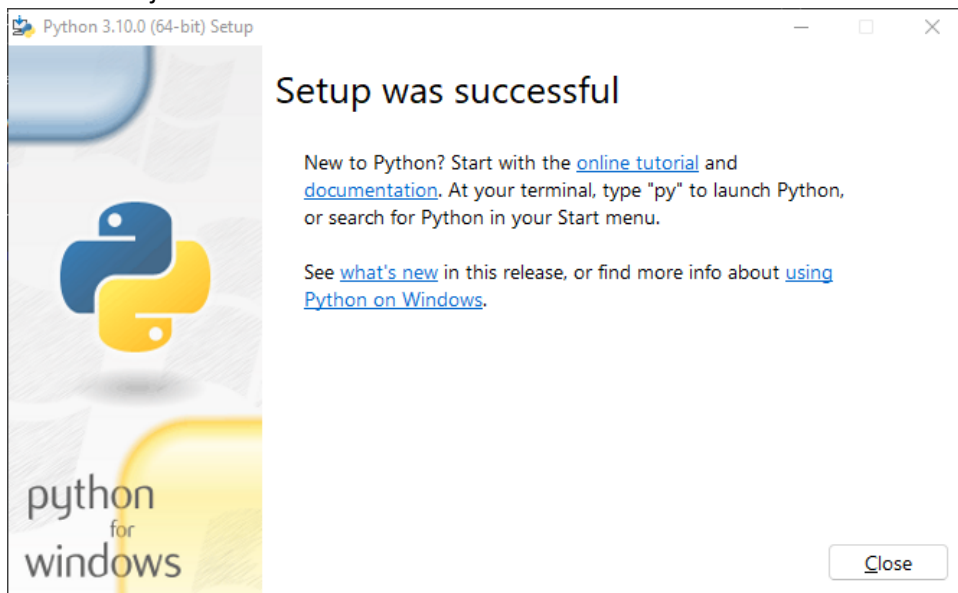 Python 3.10.0 (64-bit) Setup
Setup was successful
New to Python? Start with the online tutorial and
documentation. At your terminal, type "py" to launch Python,
or search for Python in your Start menu.
See what's new in this release, or find more info about using
Python on Windows.
python
for
windows
Close